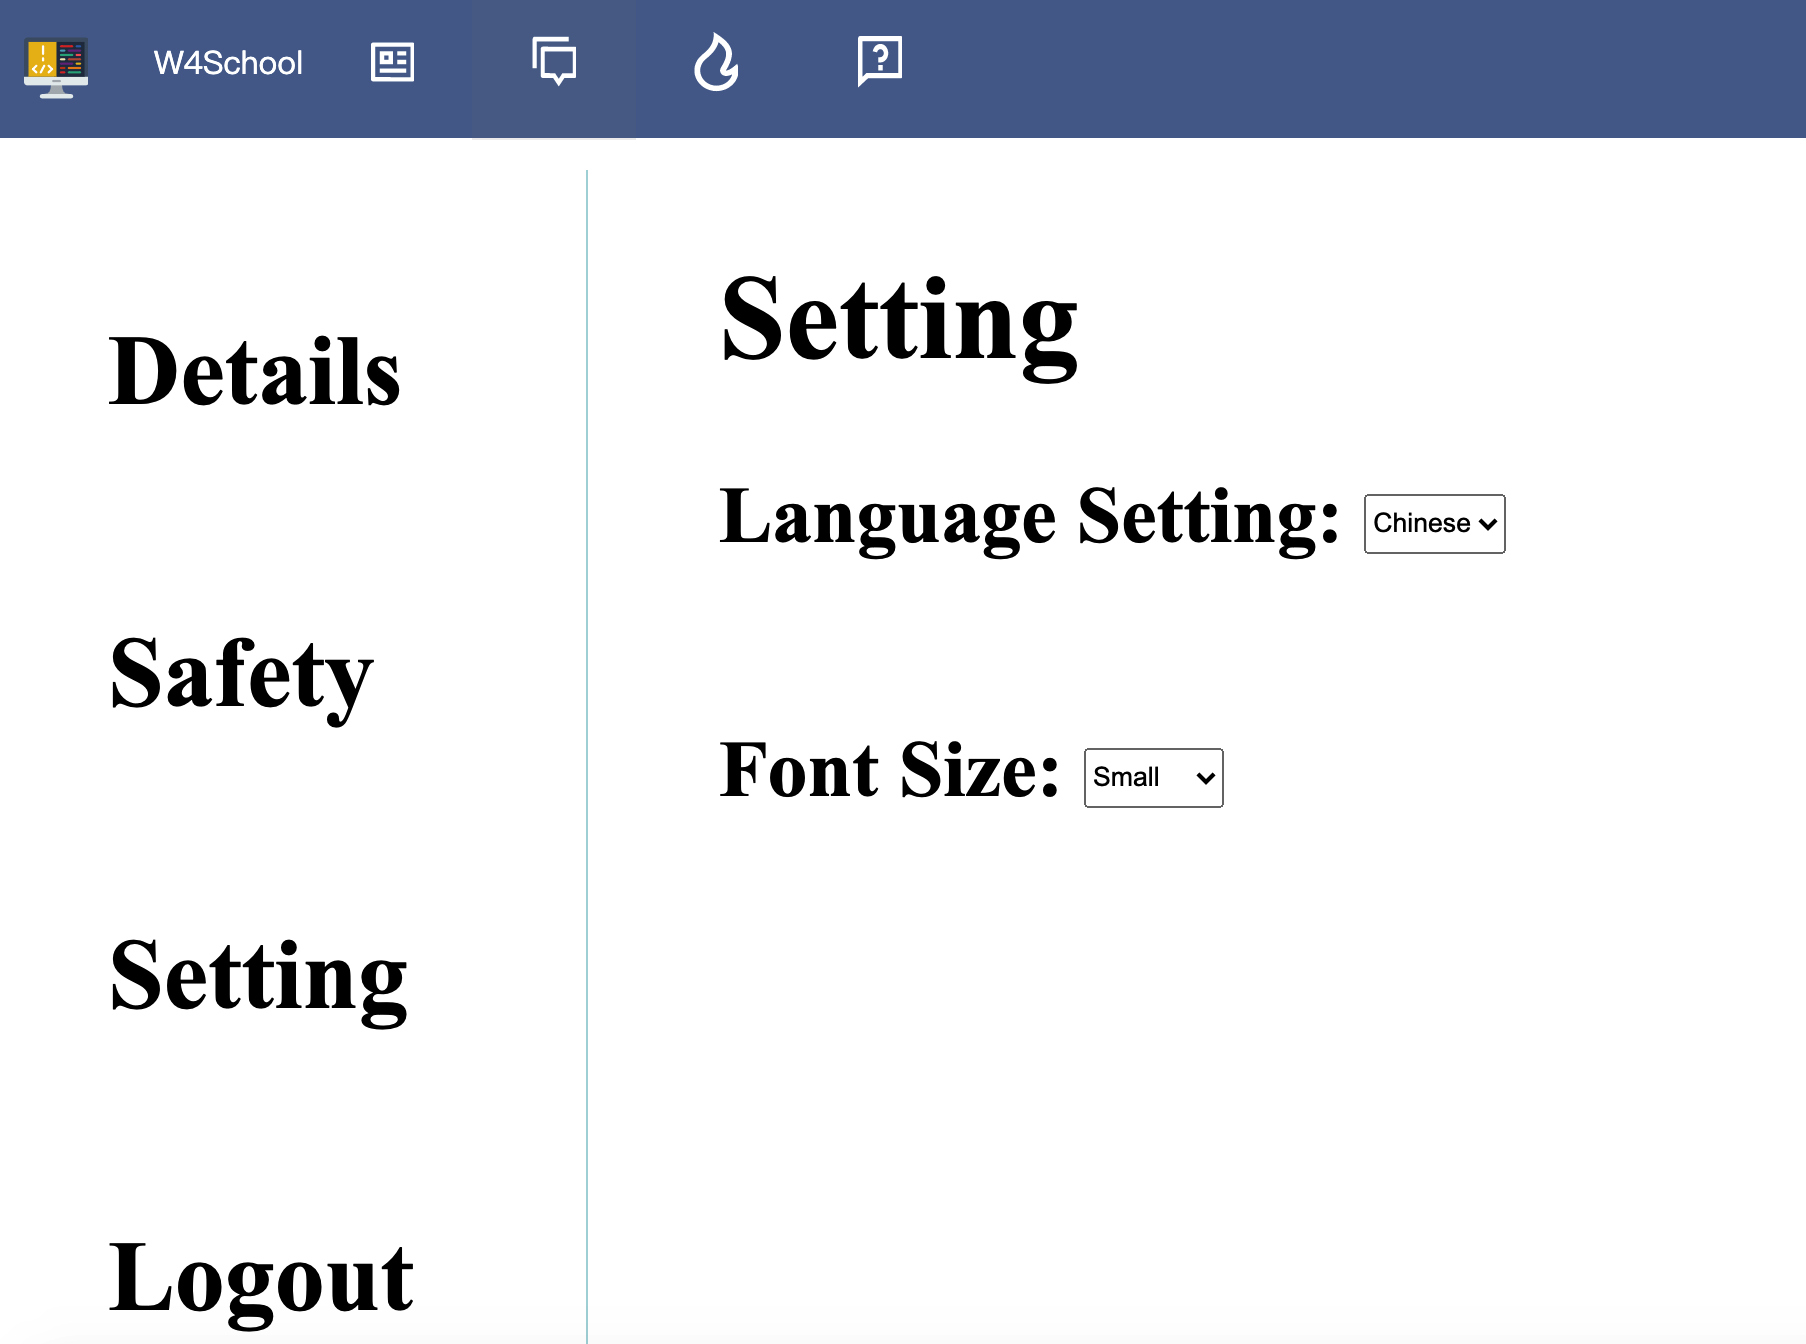 W4School
Details
Safety
Setting
Logout
Setting
Language Setting: Chinese
Font Size: Small